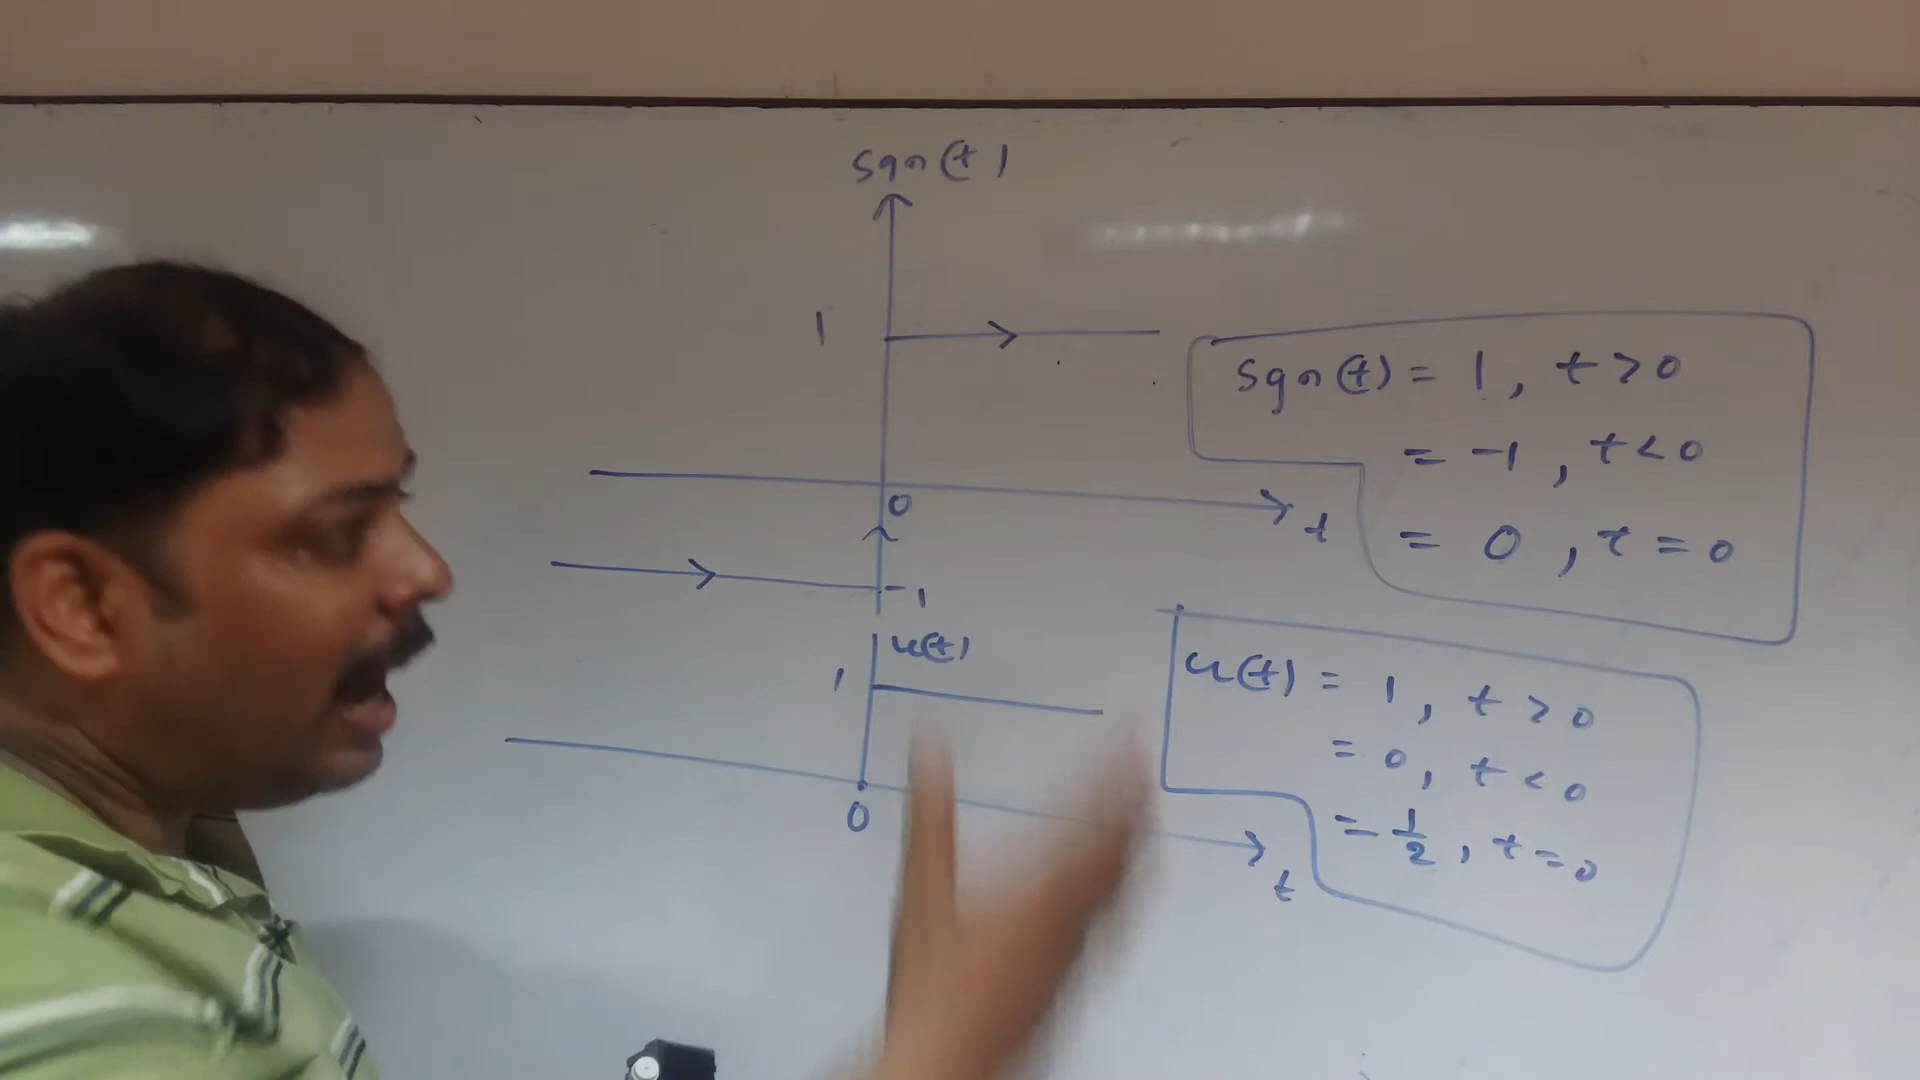 sgn(t)
1
sgn(t) = 1, t > 0
= -1, t < 0
= 0, t = 0
0
t
-1
u(t)
1
0
t
u(t) = 1, t > 0
= 0, t < 0
= 1/2, t = 0